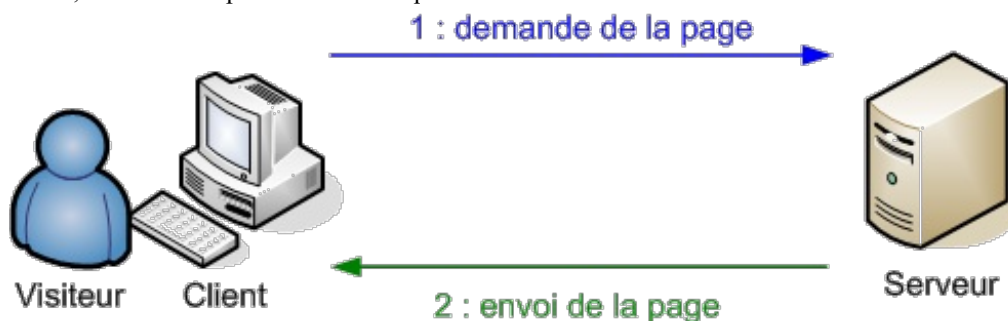 1 : demande de la page
Visiteur
Client
Serveur
2 : envoi de la page